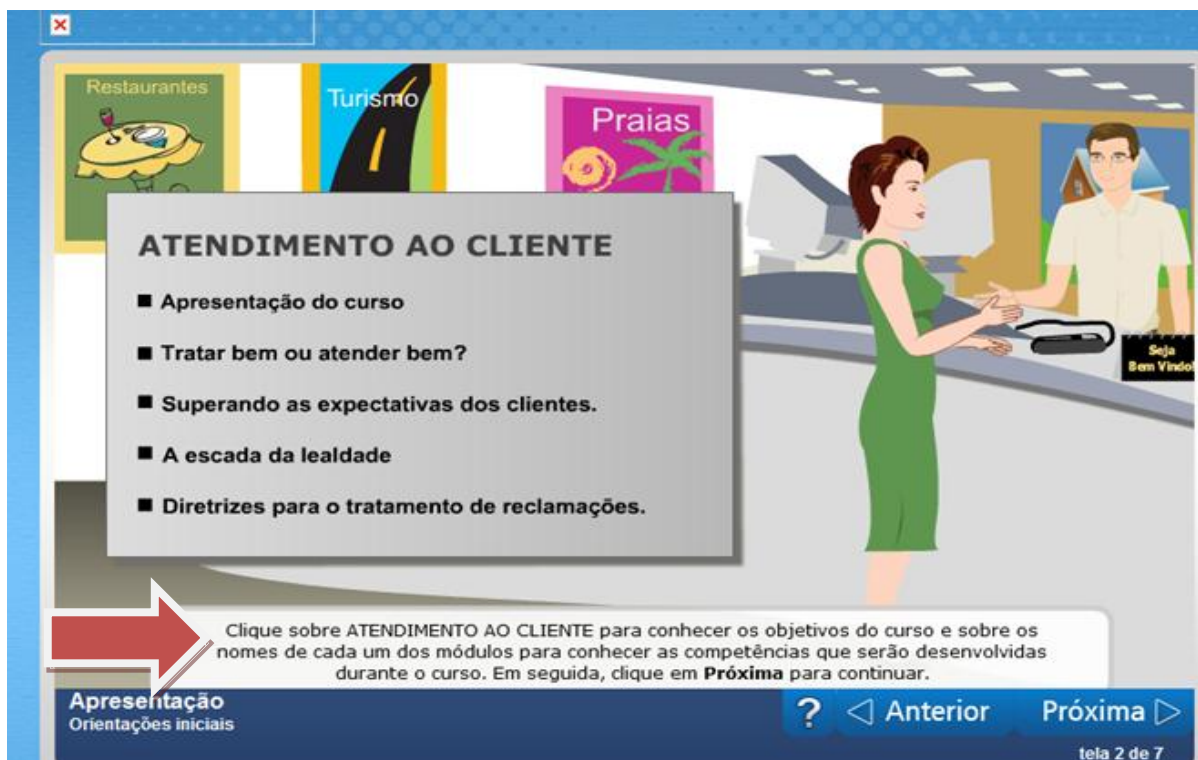 Restaurantes
Turismo
Praias
ATENDIMENTO AO CLIENTE
Apresentação do curso
Tratar bem ou atender bem?
Superando as expectativas dos clientes.
A escada da lealdade
Diretrizes para o tratamento de reclamações.
Seja
Bem Vindo!
Clique sobre ATENDIMENTO AO CLIENTE para conhecer os objetivos do curso e sobre os
nomes de cada um dos módulos para conhecer as competências que serão desenvolvidas
durante o curso. Em seguida, clique em Próxima para continuar.
Apresentação
Orientações iniciais
? Anterior Próxima
tela 2 de 7